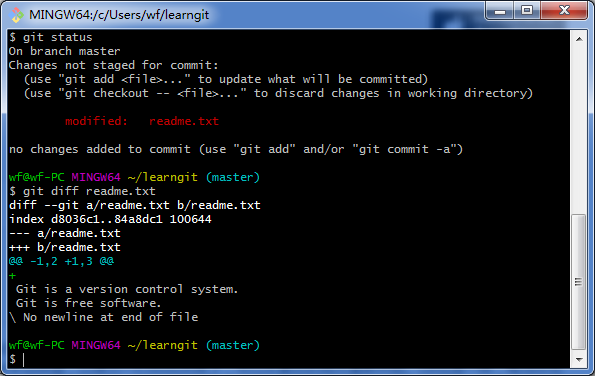 MINGW64:/c/Users/wf/learngit
$ git status
On branch master
Changes not staged for commit:
  (use "git add <file>..." to update what will be committed)
  (use "git checkout -- <file>..." to discard changes in working directory)
        modified:   readme.txt
no changes added to commit (use "git add" and/or "git commit -a")
wf@wf-PC MINGW64 ~/learngit (master)
$ git diff readme.txt
diff --git a/readme.txt b/readme.txt
index d8036c1..84a8dc1 100644
--- a/readme.txt
+++ b/readme.txt
@@ -1,2 +1,3 @@
+
 Git is a version control system.
 Git is free software.
\ No newline at end of file
wf@wf-PC MINGW64 ~/learngit (master)
$